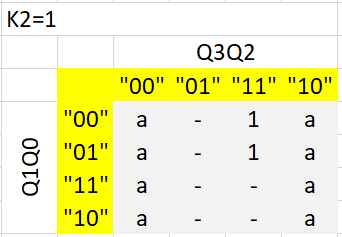 K2=1
Q3Q2
"00" "01" "11" "10"
Q1Q0
"00" a - 1 a
"01" a - 1 a
"11" a - - a
"10" a - - a